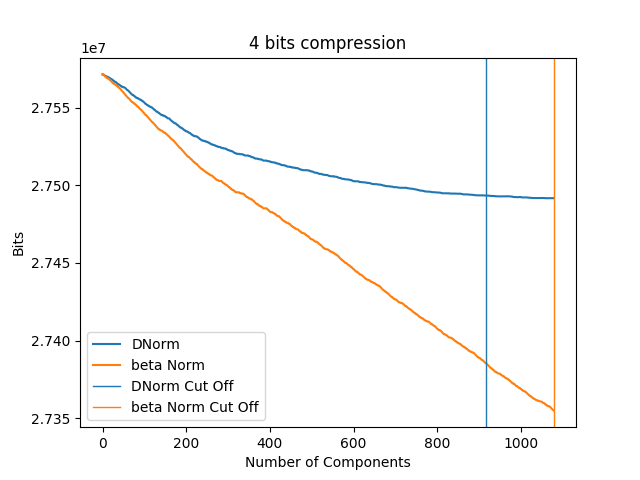 4 bits compression
1e7
2.755
2.750
2.745
2.740
2.735
Bits
DNorm
beta Norm
DNorm Cut Off
beta Norm Cut Off
0 200 400 600 800 1000
Number of Components